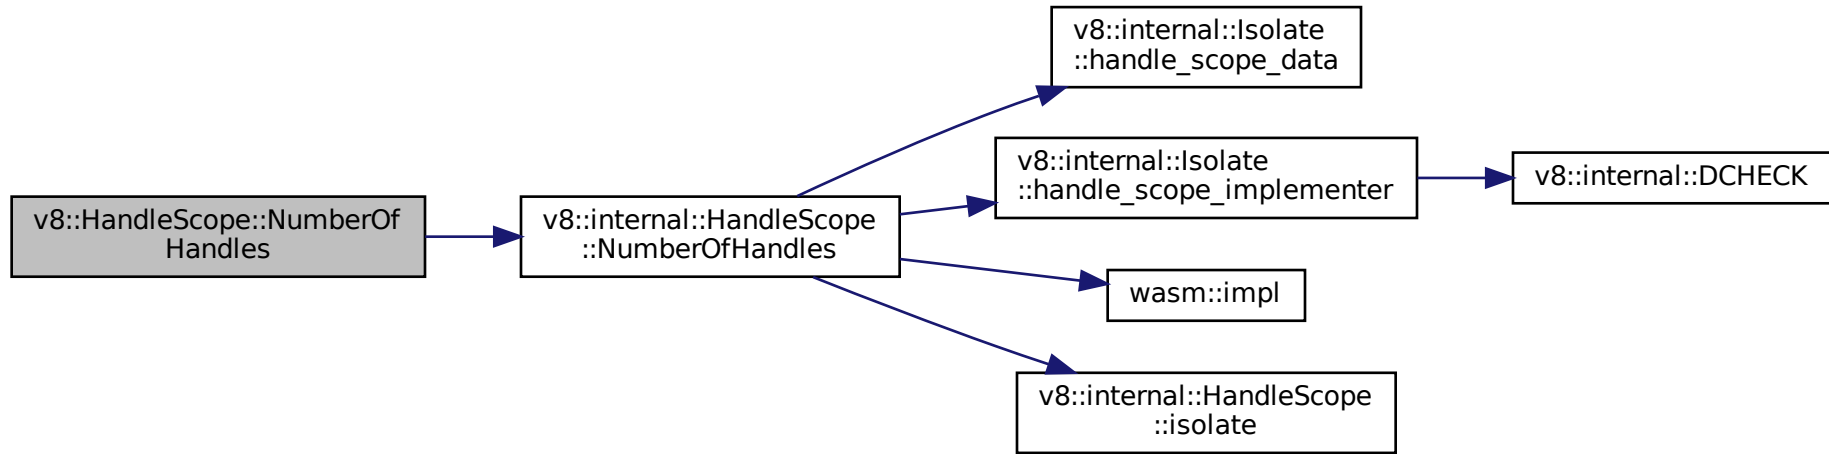 v8::HandleScope::NumberOf
Handles
v8::internal::HandleScope
::NumberOfHandles
v8::internal::Isolate
::handle_scope_data
v8::internal::Isolate
::handle_scope_implementer
v8::internal::DCHECK
wasm::impl
v8::internal::HandleScope
::isolate